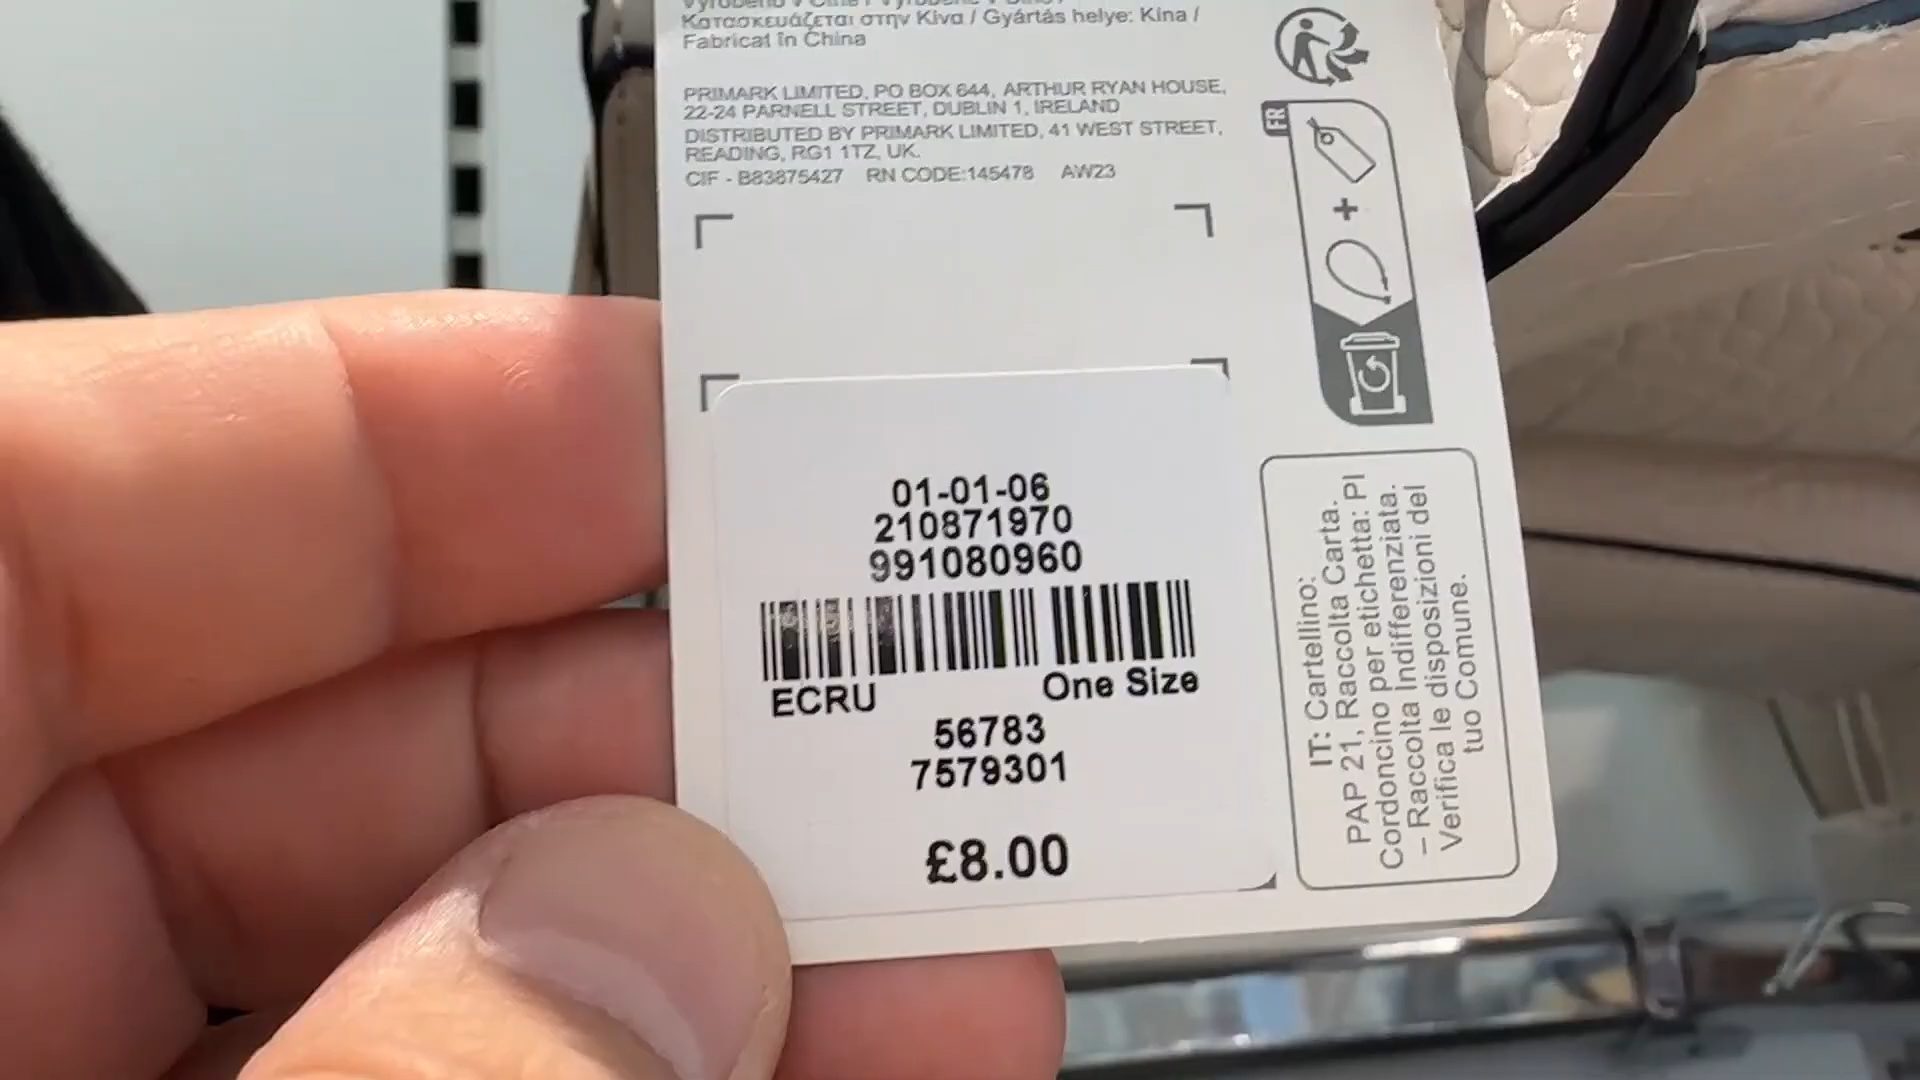 Κατασκευάζεται στην Κίνα / Gyártás helye: Kína /
Fabricat în China
PRIMARK LIMITED, PO BOX 644, ARTHUR RYAN HOUSE,
22-24 PARNELL STREET, DUBLIN 1, IRELAND
DISTRIBUTED BY PRIMARK LIMITED, 41 WEST STREET,
READING, RG1 1TZ, UK.
CIF - B83875427 RN CODE:145478 AW23
FR
+
01-01-06
210871970
991080960
ECRU One Size
56783
7579301
£8.00
IT: Cartellino:
PAP 21, Raccolta Carta.
Cordoncino per etichetta: PI
– Raccolta Indifferenziata.
Verifica le disposizioni del
tuo Comune.